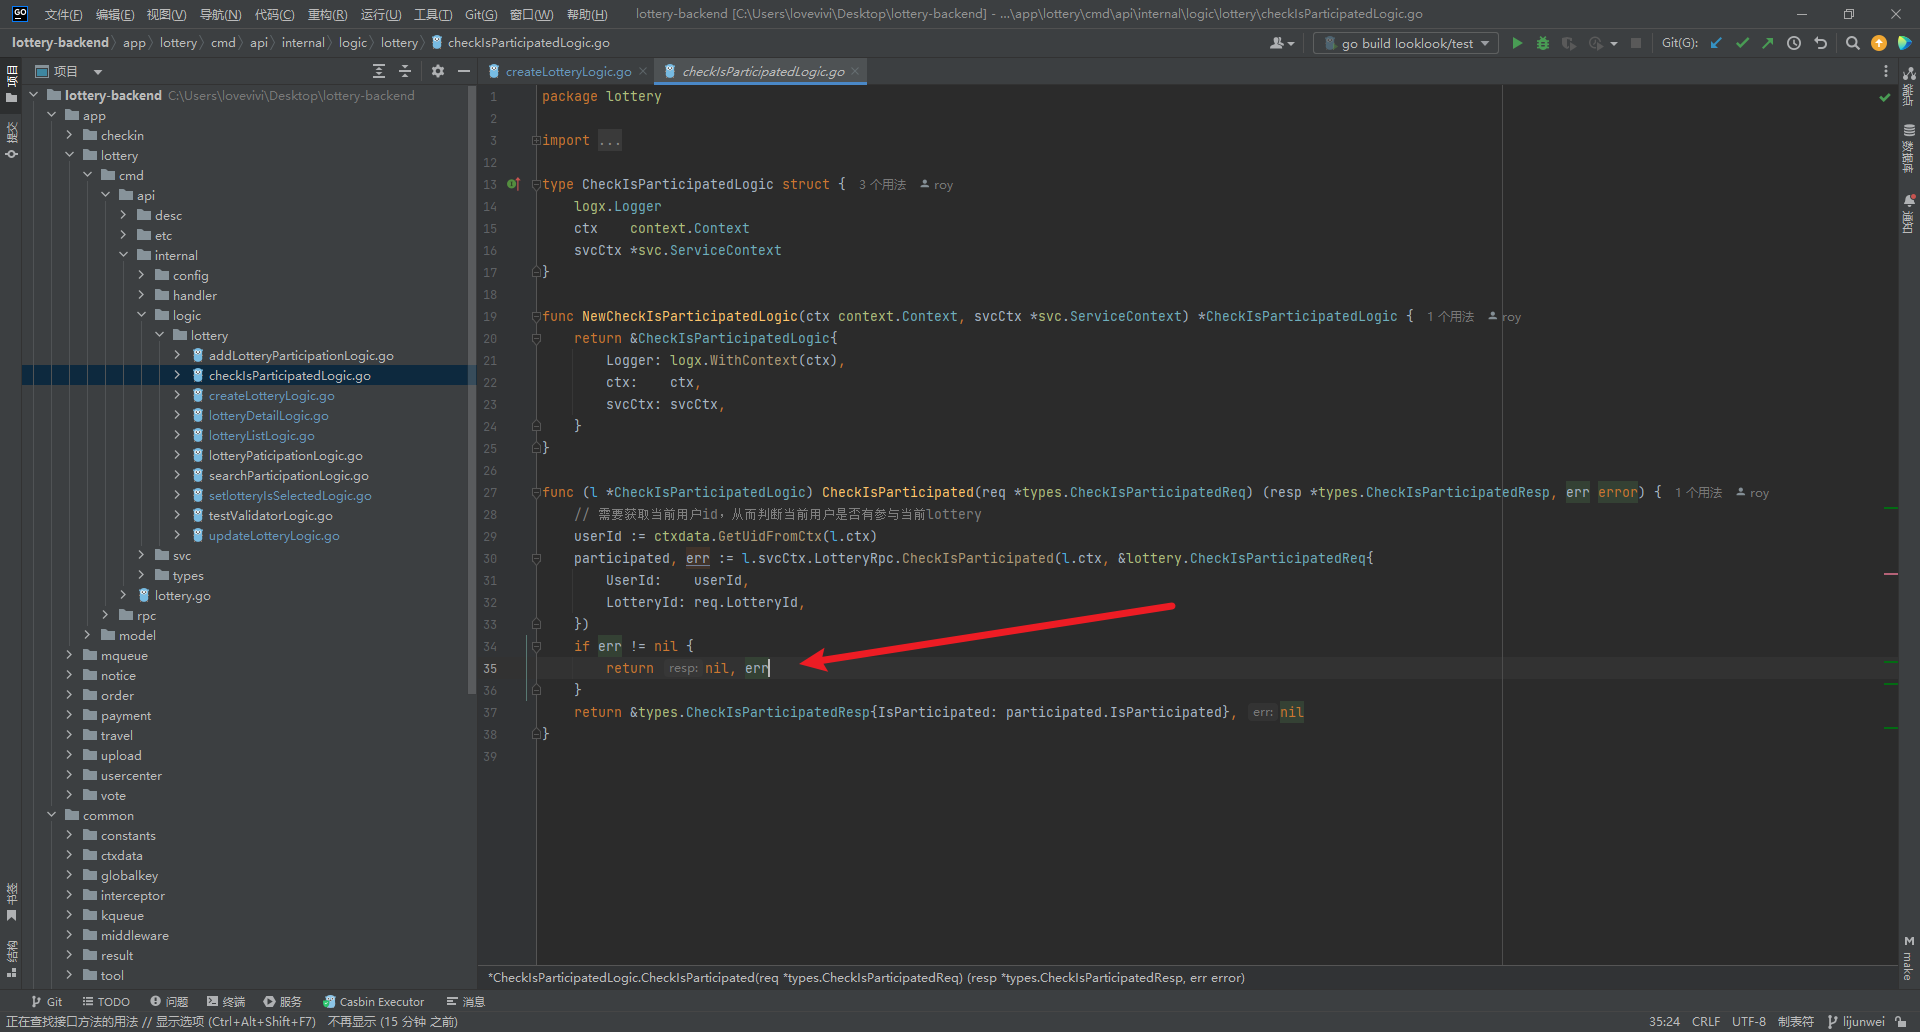 文件(F) 编辑(E) 视图(V) 导航(N) 代码(C) 重构(R) 运行(U) 工具(T) Git(G) 窗口(W) 帮助(H) lottery-backend [C:\Users\lovevivi\Desktop\lottery-backend] - ...\app\lottery\cmd\api\internal\logic\lottery\checkIsParticipatedLogic.go
lottery-backend app lottery cmd api internal logic lottery checkIsParticipatedLogic.go go build looklook/test Git(G):
项目 createLotteryLogic.go checkIsParticipatedLogic.go
项目
提交
书签
结构
lottery-backend C:\Users\lovevivi\Desktop\lottery-backend
app
checkin
lottery
cmd
api
desc
etc
internal
config
handler
logic
lottery
addLotteryParticipationLogic.go
checkIsParticipatedLogic.go
createLotteryLogic.go
lotteryDetailLogic.go
lotteryListLogic.go
lotteryPaticipationLogic.go
searchParticipationLogic.go
setlotteryIsSelectedLogic.go
testValidatorLogic.go
updateLotteryLogic.go
svc
types
lottery.go
rpc
model
mqueue
notice
order
payment
travel
upload
usercenter
vote
common
constants
ctxdata
globalkey
interceptor
kqueue
middleware
result
tool
1 package lottery
2
3 import ...
12
13 type CheckIsParticipatedLogic struct { 3 个用法 roy
14 logx.Logger
15 ctx context.Context
16 svcCtx *svc.ServiceContext
17 }
18
19 func NewCheckIsParticipatedLogic(ctx context.Context, svcCtx *svc.ServiceContext) *CheckIsParticipatedLogic { 1 个用法 roy
20 return &CheckIsParticipatedLogic{
21 Logger: logx.WithContext(ctx),
22 ctx: ctx,
23 svcCtx: svcCtx,
24 }
25 }
26
27 func (l *CheckIsParticipatedLogic) CheckIsParticipated(req *types.CheckIsParticipatedReq) (resp *types.CheckIsParticipatedResp, err error) { 1 个用法 roy
28 // 需要获取当前用户id，从而判断当前用户是否有参与当前lottery
29 userId := ctxdata.GetUidFromCtx(l.ctx)
30 participated, err := l.svcCtx.LotteryRpc.CheckIsParticipated(l.ctx, &lottery.CheckIsParticipatedReq{
31 UserId: userId,
32 LotteryId: req.LotteryId,
33 })
34 if err != nil {
35 return resp: nil, err
36 }
37 return &types.CheckIsParticipatedResp{IsParticipated: participated.IsParticipated}, err: nil
38 }
39
端点
数据库
通知
make
*CheckIsParticipatedLogic.CheckIsParticipated(req *types.CheckIsParticipatedReq) (resp *types.CheckIsParticipatedResp, err error)
Git TODO 问题 终端 服务 Casbin Executor 消息
正在查找接口方法的用法 // 显示选项 (Ctrl+Alt+Shift+F7) 不再显示 (15 分钟 之前) 35:24 CRLF UTF-8 制表符 lijunwei